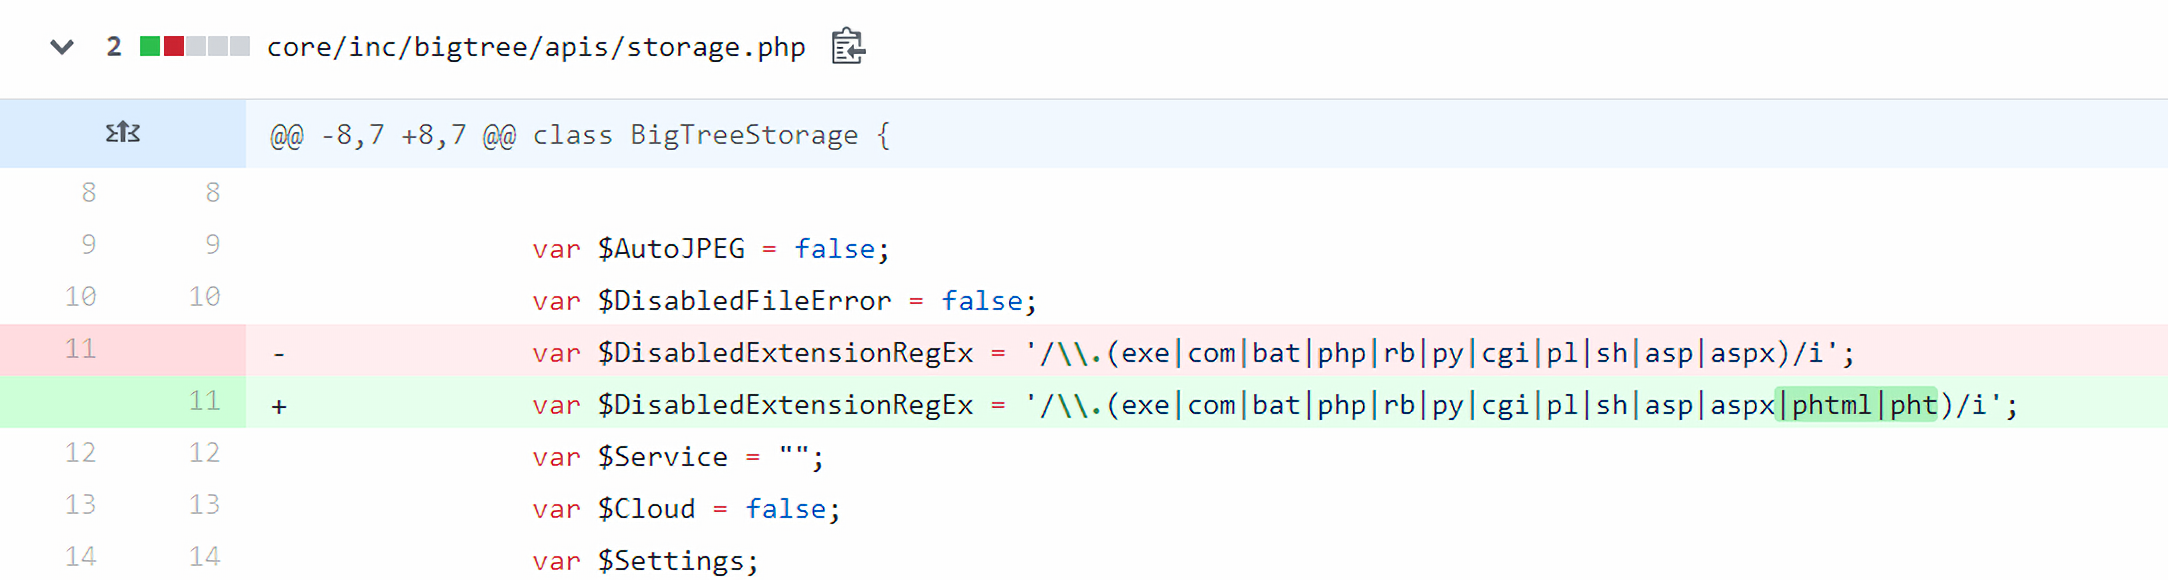 2 core/inc/bigtree/apis/storage.php
@@ -8,7 +8,7 @@ class BigTreeStorage {
8 8
9 9 var $AutoJPEG = false;
10 10 var $DisabledFileError = false;
11 - var $DisabledExtensionRegEx = '/\\.(exe|com|bat|php|rb|py|cgi|pl|sh|asp|aspx)/i';
11 + var $DisabledExtensionRegEx = '/\\.(exe|com|bat|php|rb|py|cgi|pl|sh|asp|aspx|phtml|pht)/i';
12 12 var $Service = "";
13 13 var $Cloud = false;
14 14 var $Settings;